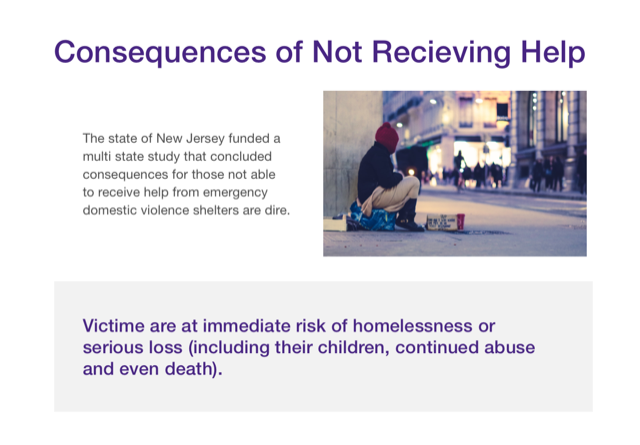 Consequences of Not Recieving Help
The state of New Jersey funded a
multi state study that concluded
consequences for those not able
to receive help from emergency
domestic violence shelters are dire.
Victime are at immediate risk of homelessness or
serious loss (including their children, continued abuse
and even death).